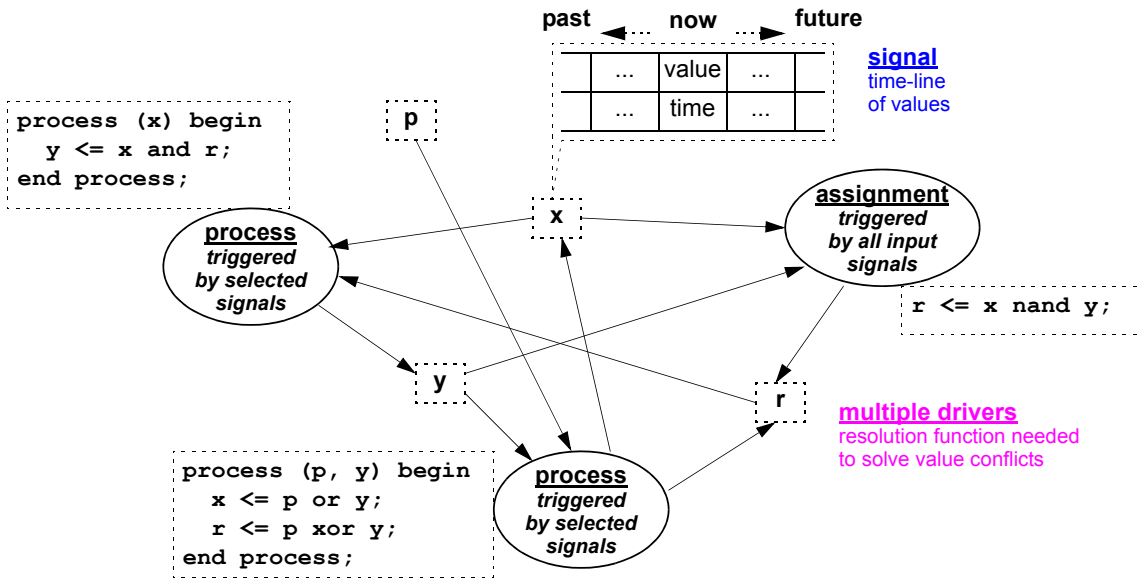 past now future
signal
time-line
of values
... value ...
... time ...
process (x) begin
y <= x and r;
end process;
p
x
assignment
triggered
by all input
signals
process
triggered
by selected
signals
r <= x nand y;
y
r
multiple drivers
resolution function needed
to solve value conflicts
process (p, y) begin
x <= p or y;
r <= p xor y;
end process;
process
triggered
by selected
signals